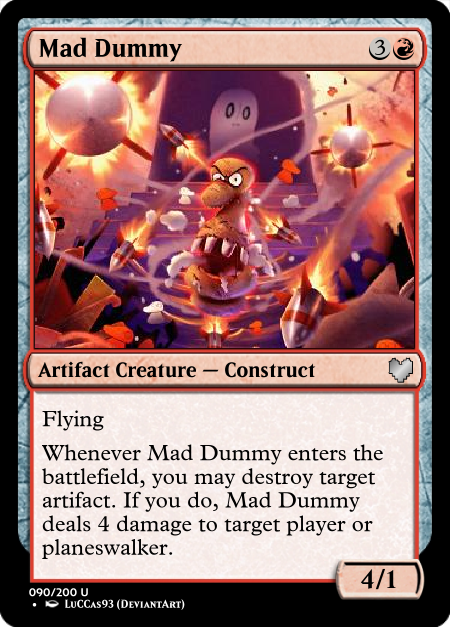 Mad Dummy 3
Artifact Creature — Construct
Flying
Whenever Mad Dummy enters the
battlefield, you may destroy target
artifact. If you do, Mad Dummy
deals 4 damage to target player or
planeswalker.
4/1
090/200 U
• LuCCas93 (DeviantArt)